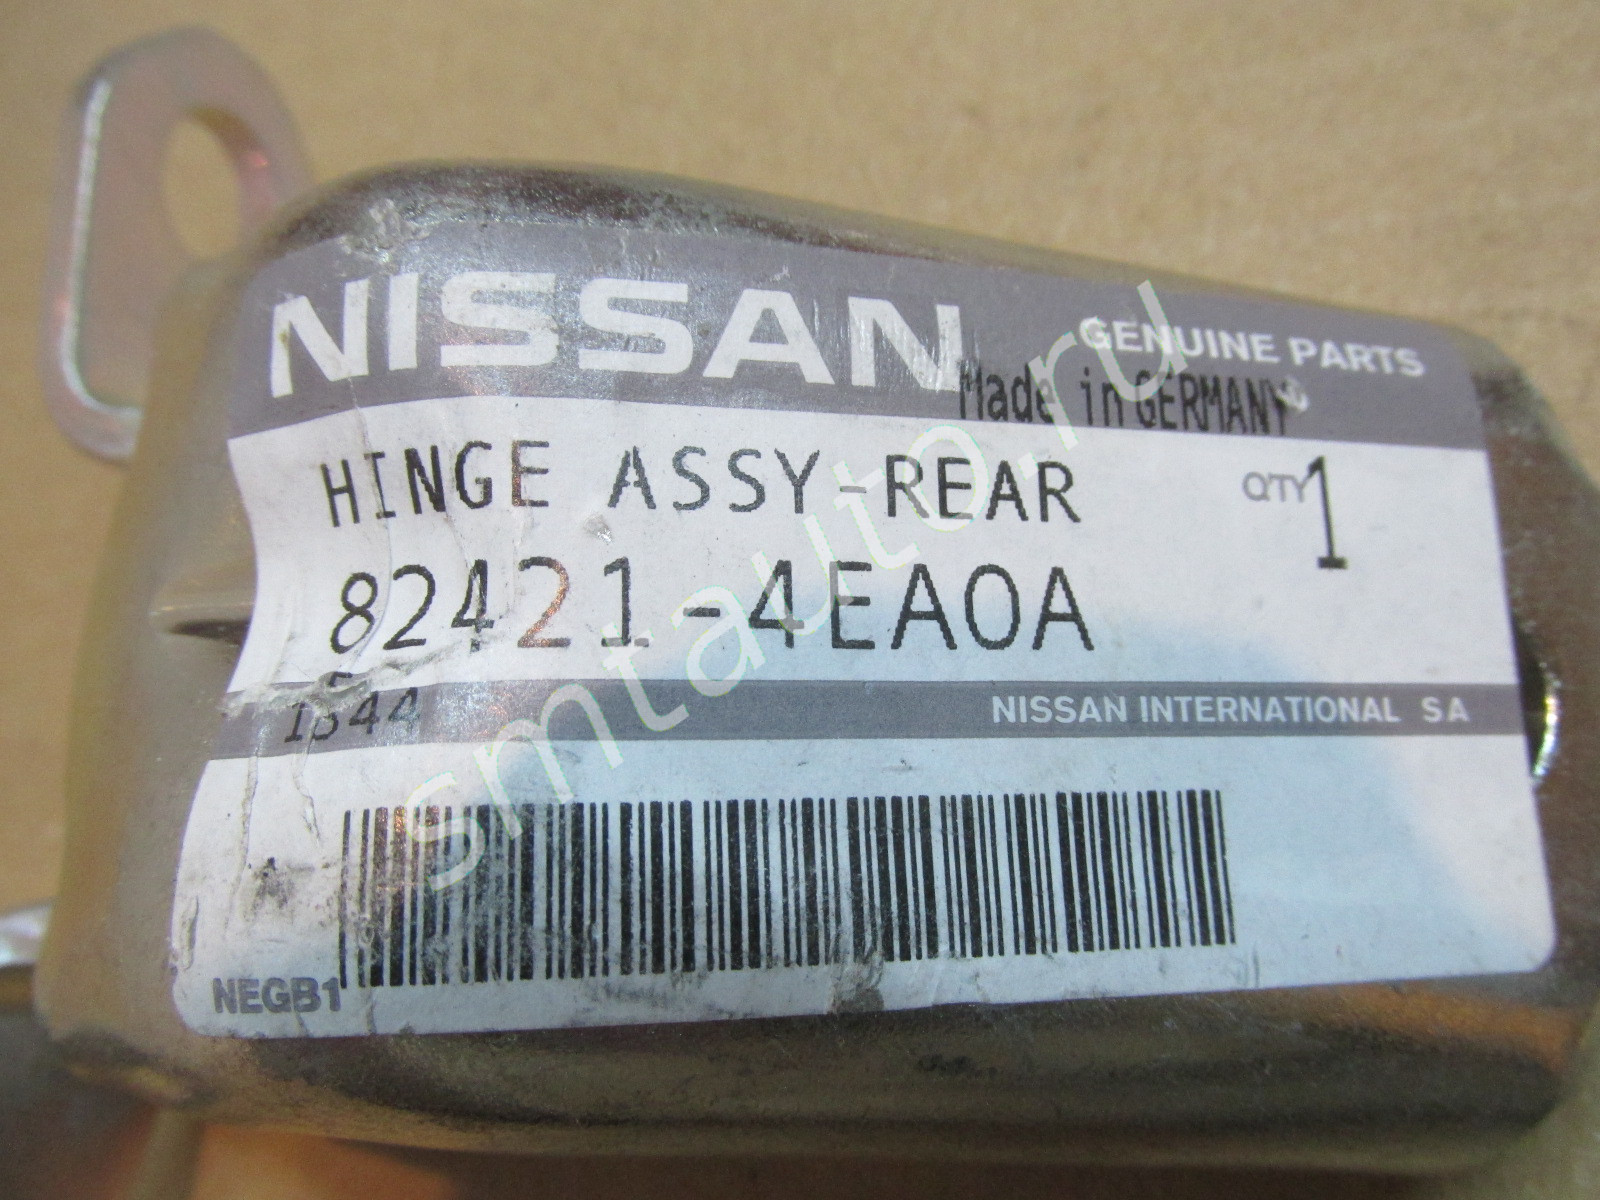 NISSAN
GENUINE PARTS
Made in GERMANY
HINGE ASSY-REAR
QTY 1
82421-4EA0A
1344
NISSAN INTERNATIONAL SA
NEGB1
smtauto.ru